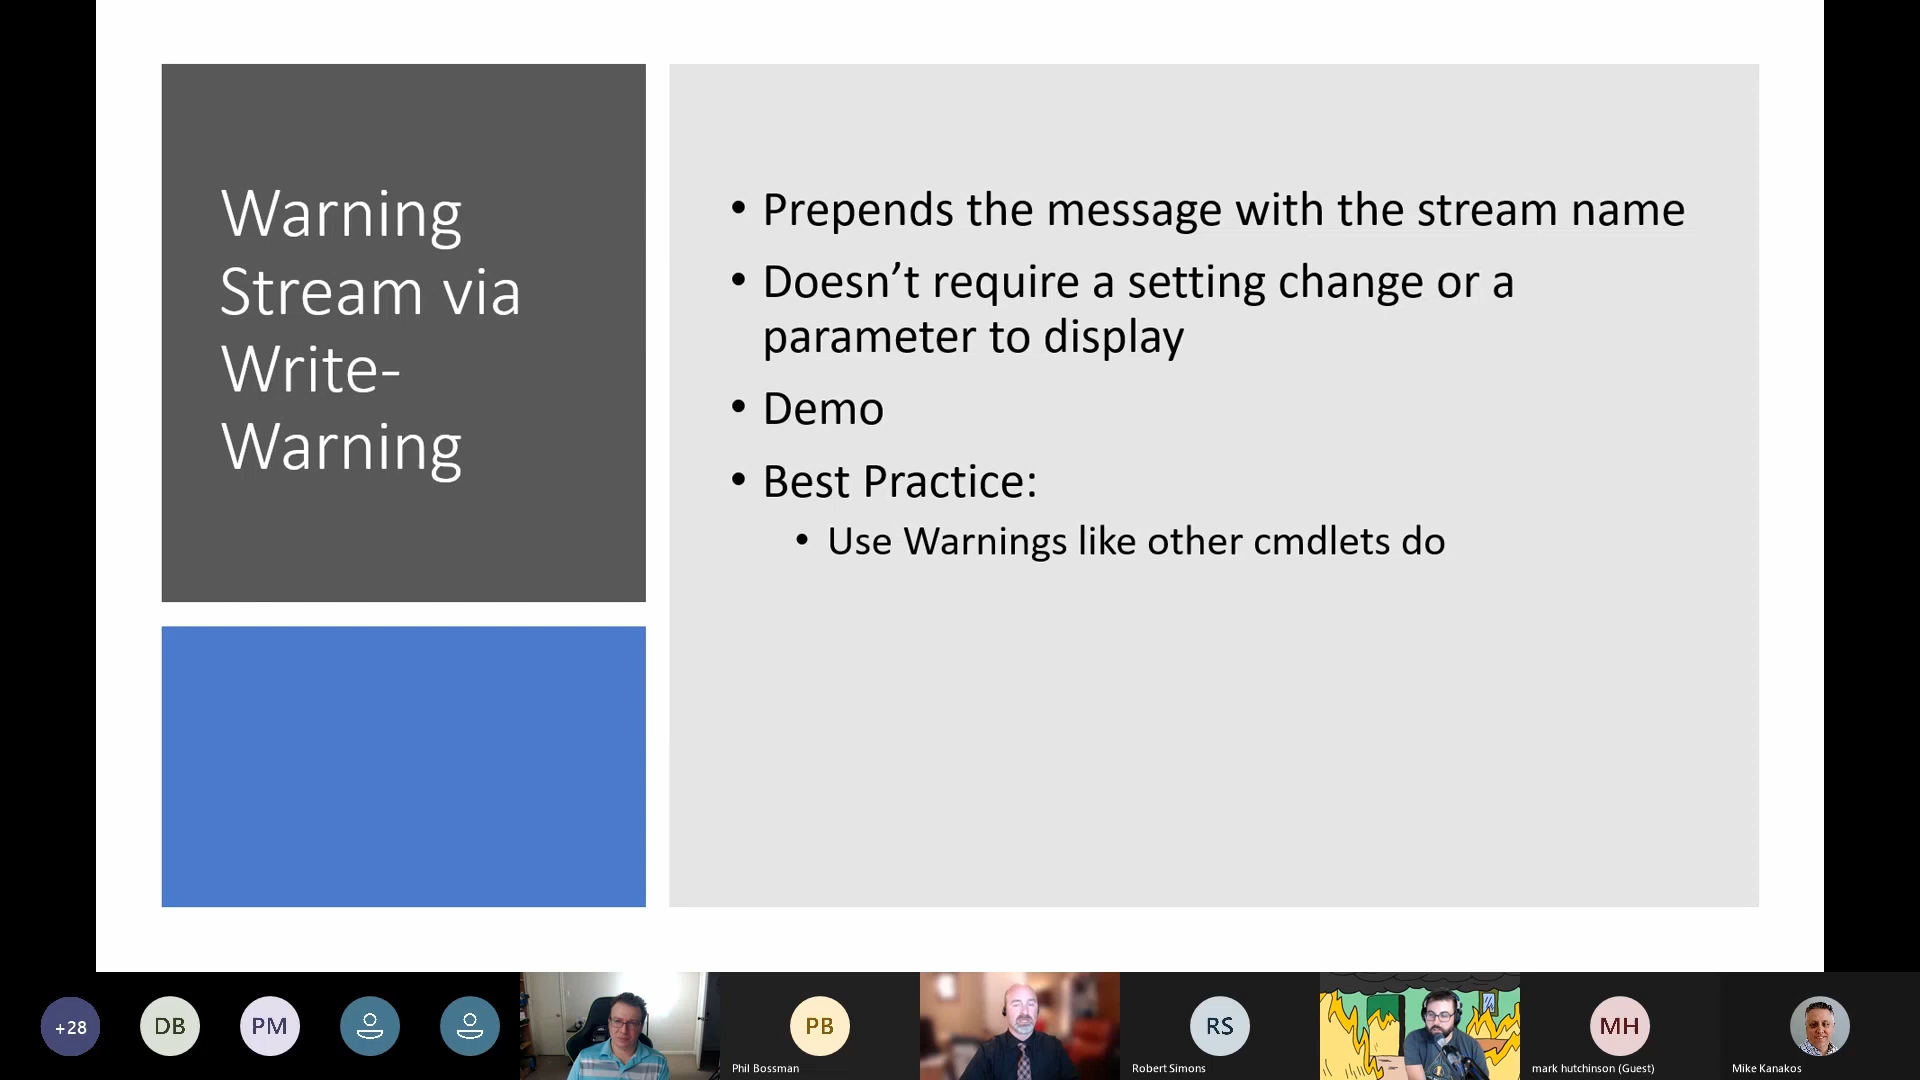 Warning
Stream via
Write-
Warning
• Prepends the message with the stream name
• Doesn’t require a setting change or a
parameter to display
• Demo
• Best Practice:
• Use Warnings like other cmdlets do
+28
DB
PM
PB
Phil Bossman
RS
Robert Simons
MH
mark hutchinson (Guest)
Mike Kanakos